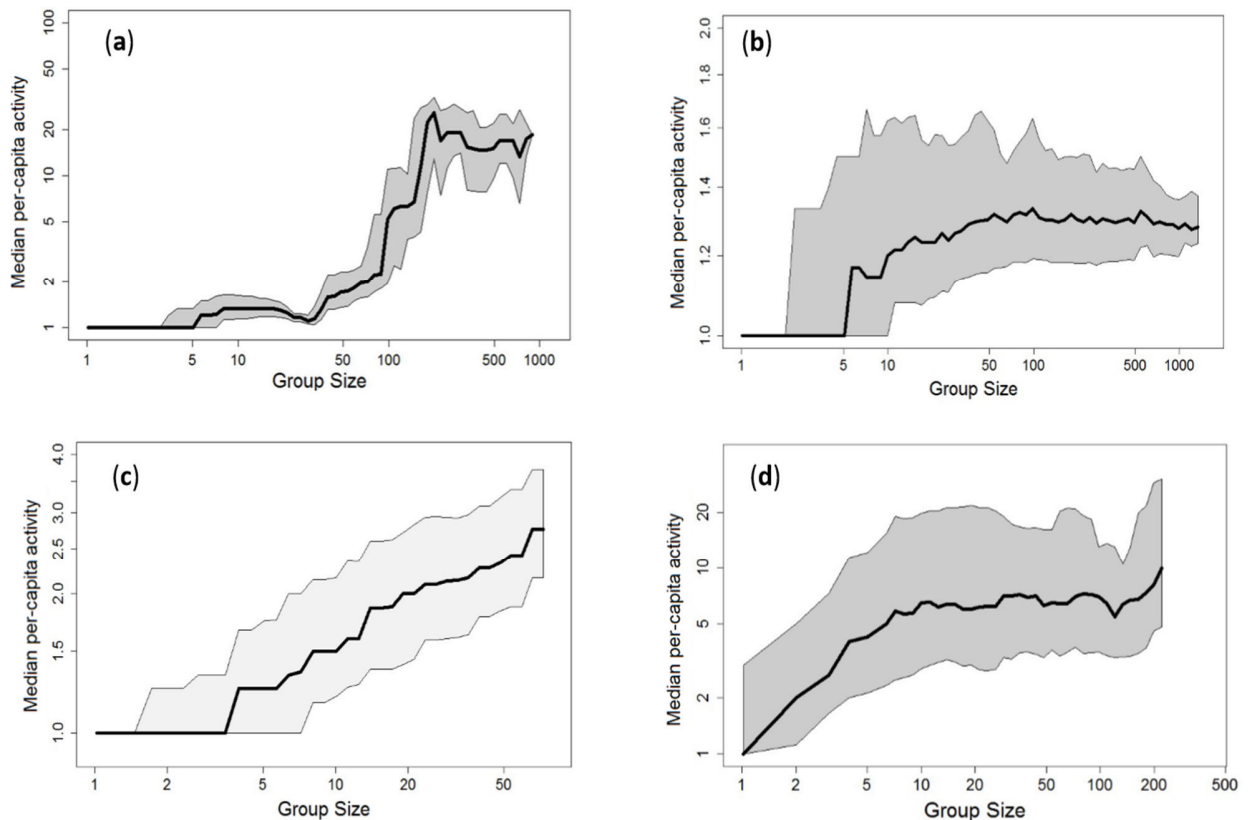 (a)
Median per-capita activity
100
50
20
10
5
2
1
1 5 10 50 100 500 1000
Group Size
(b)
Median per-capita activity
2.0
1.8
1.6
1.4
1.2
1.0
1 5 10 50 100 500 1000
Group Size
(c)
Median per-capita activity
4.0
3.0
2.5
2.0
1.5
1.0
1 2 5 10 20 50
Group Size
(d)
Median per-capita activity
20
10
5
2
1
1 2 5 10 20 50 100 200 500
Group Size